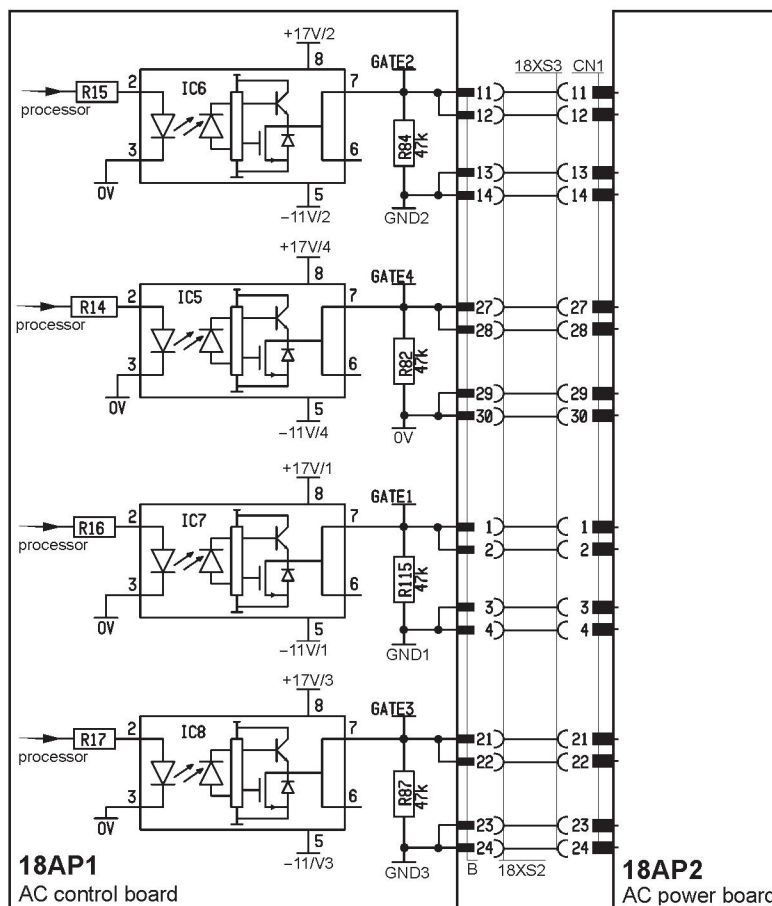 +17V/2
8
GATE2
18XS3 CN1
R15 2 IC6 7 11 11
processor 12 12
R84 47k
3 6 13 13
0V 5 14 14
-11V/2 GND2
+17V/4
8
GATE4
R14 2 IC5 7 27 27
processor 28 28
R82 47k
3 6 29 29
0V 5 30 30
-11V/4 0V
+17V/1
8
GATE1
R16 2 IC7 7 1 1
processor 2 2
R115 47k
3 6 3 3
0V 5 4 4
-11V/1 GND1
+17V/3
8
GATE3
R17 2 IC8 7 21 21
processor 22 22
R87 47k
3 6 23 23
0V 5 24 24
-11/V3 GND3 B 18XS2
18AP1
AC control board
18AP2
AC power board